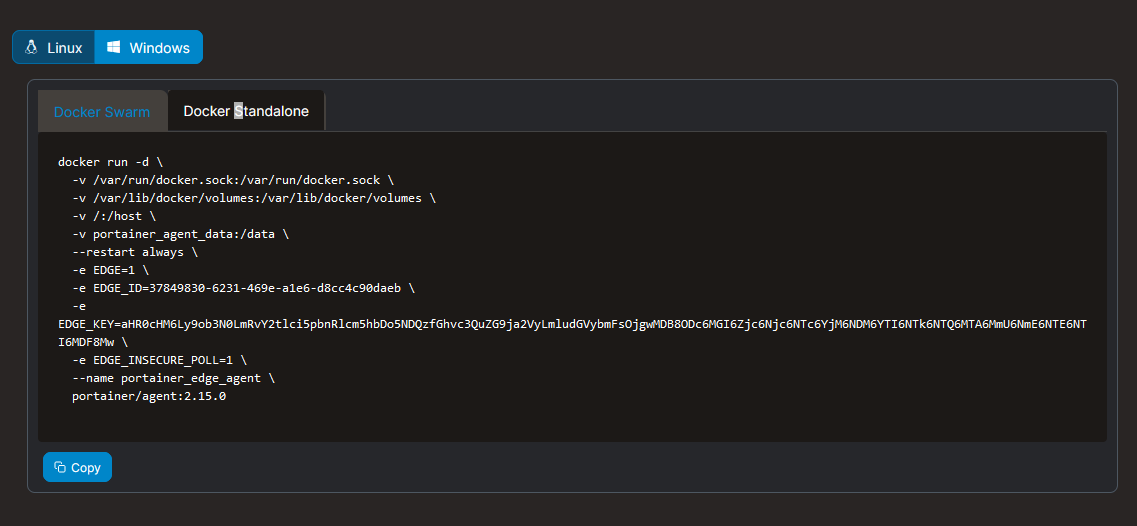 Linux
Windows
Docker Swarm
Docker Standalone
docker run -d \
-v /var/run/docker.sock:/var/run/docker.sock \
-v /var/lib/docker/volumes:/var/lib/docker/volumes \
-v /:/host \
-v portainer_agent_data:/data \
--restart always \
-e EDGE=1 \
-e EDGE_ID=37849830-6231-469e-a1e6-d8cc4c90daeb \
-e
EDGE_KEY=aHR0cHM6Ly9ob3N0LmRvY2tlci5pbnRlcm5hbDo5NDQzfGhvc3QuZG9ja2VyLmludGVybmFsOjgwMDB8ODc6MGI6Zjc6Njc6NTc6YjM6NDM6YTI6NTk6NTQ6MTA6MmU6NmE6NTE6NT
I6MDF8Mw \
-e EDGE_INSECURE_POLL=1 \
--name portainer_edge_agent \
portainer/agent:2.15.0
Copy